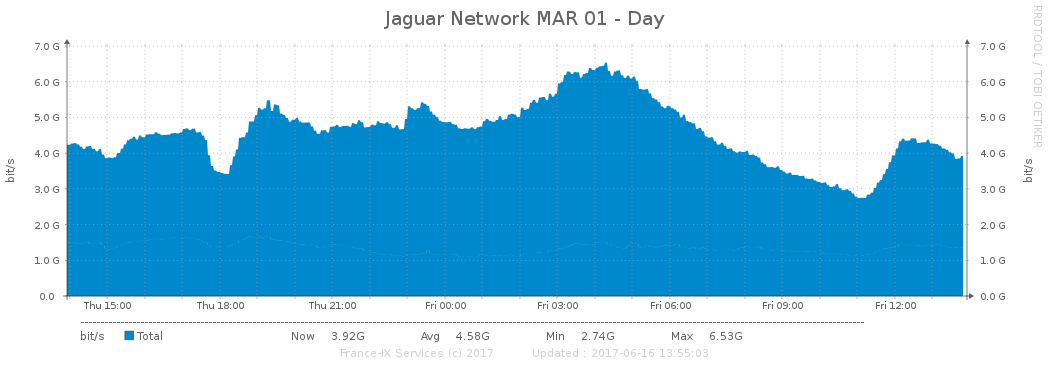 Jaguar Network MAR 01 - Day
RRDTOOL / TOBI OETIKER
7.0 G 7.0 G
6.0 G 6.0 G
5.0 G 5.0 G
4.0 G 4.0 G
3.0 G 3.0 G
2.0 G 2.0 G
1.0 G 1.0 G
0.0 0.0 G
bit/s
bit/s
Thu 15:00 Thu 18:00 Thu 21:00 Fri 00:00 Fri 03:00 Fri 06:00 Fri 09:00 Fri 12:00
bit/s Total Now 3.92G Avg 4.58G Min 2.74G Max 6.53G
France-IX Services (c) 2017 Updated : 2017-06-16 13:55:03